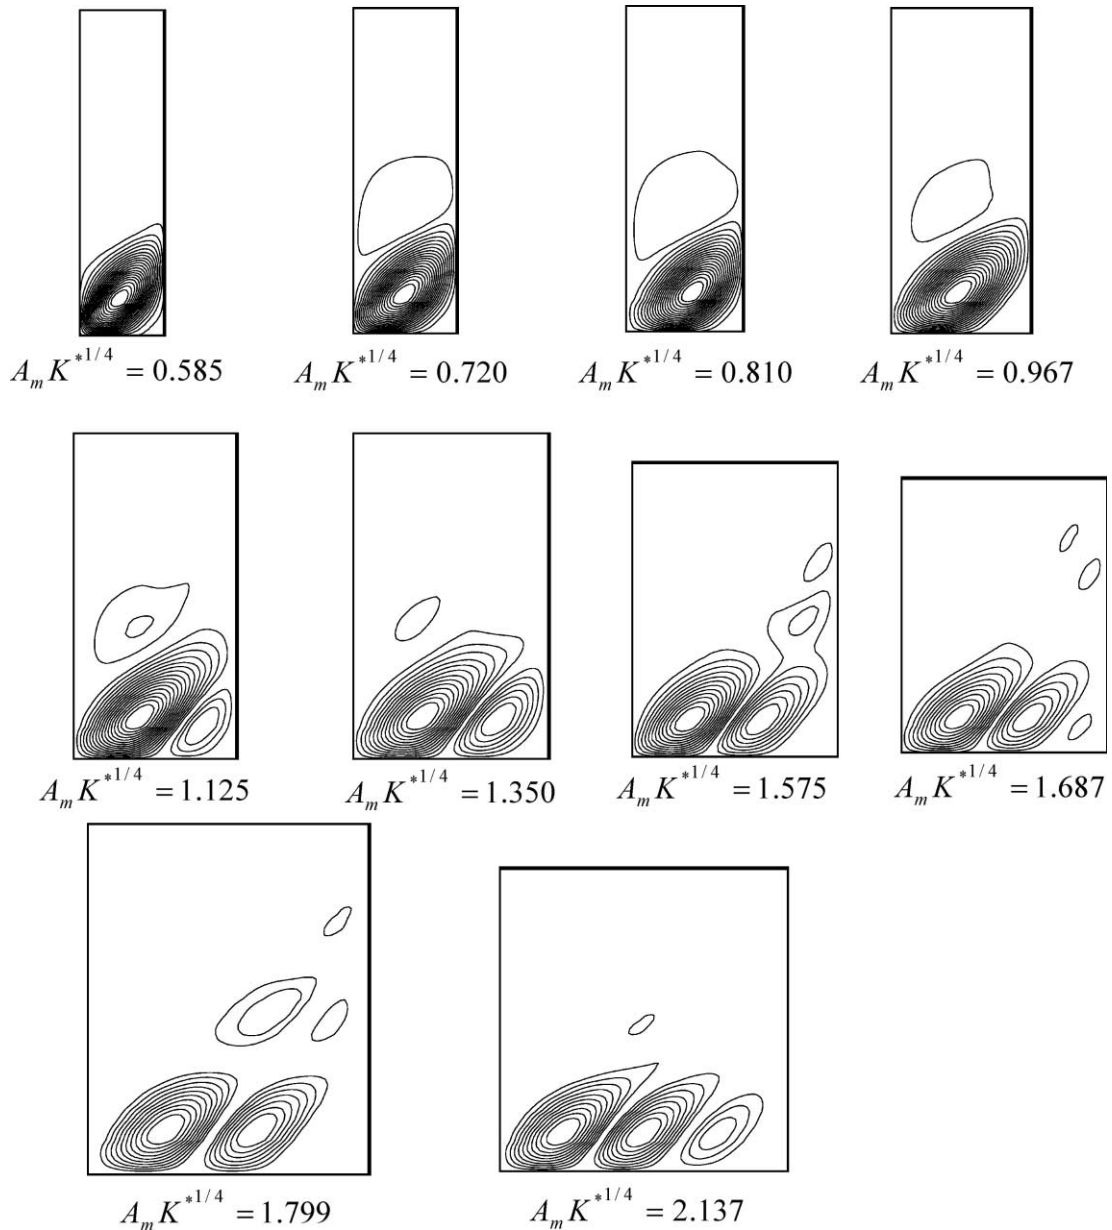 A_m K^{*1/4} = 0.585
A_m K^{*1/4} = 0.720
A_m K^{*1/4} = 0.810
A_m K^{*1/4} = 0.967
A_m K^{*1/4} = 1.125
A_m K^{*1/4} = 1.350
A_m K^{*1/4} = 1.575
A_m K^{*1/4} = 1.687
A_m K^{*1/4} = 1.799
A_m K^{*1/4} = 2.137